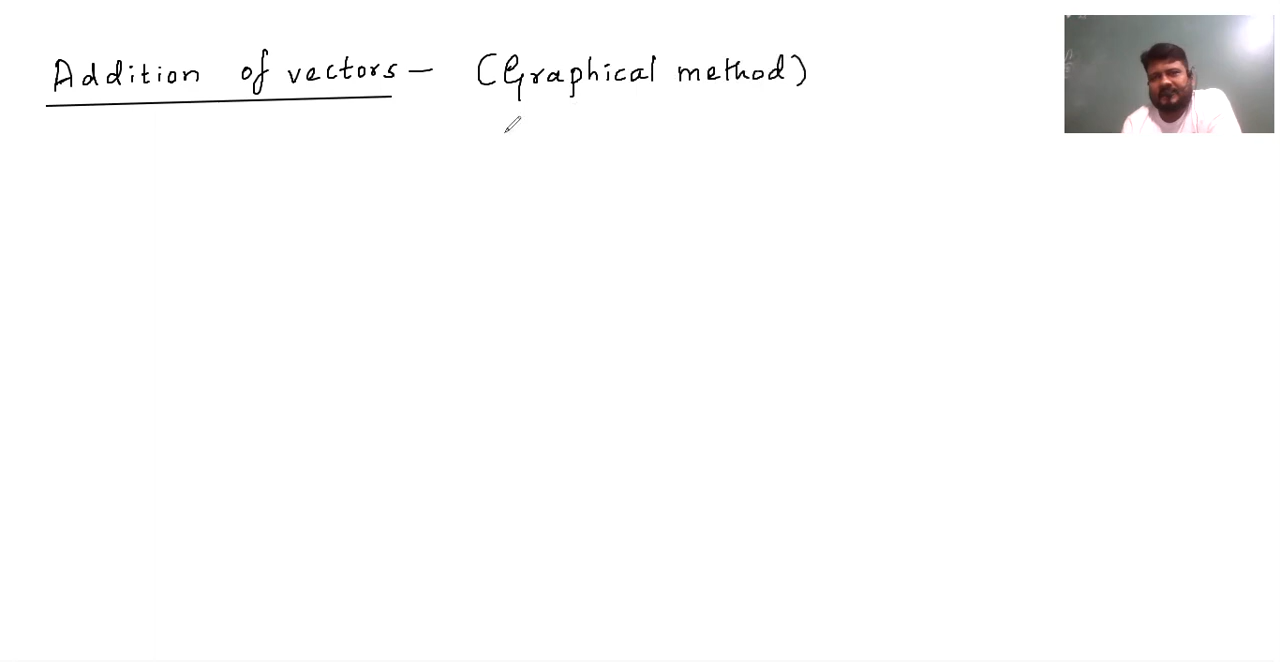 Addition of vectors – (Graphical method)